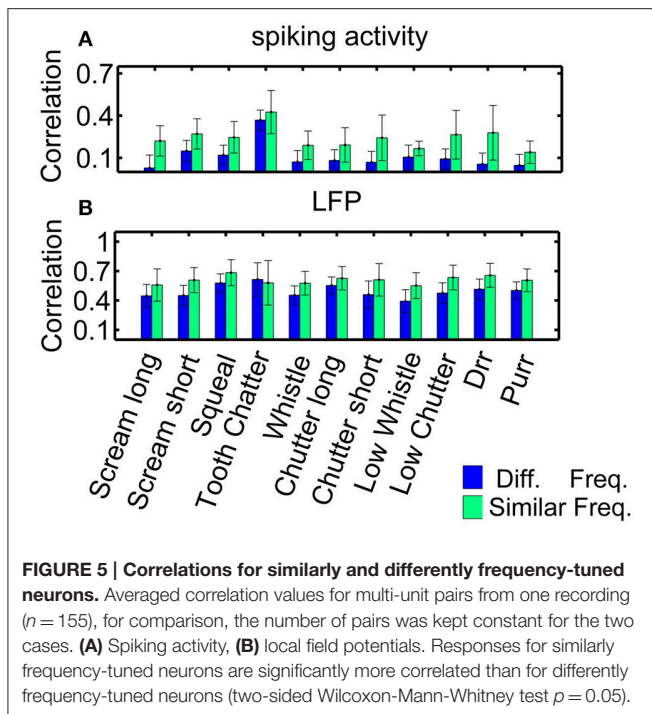 A spiking activity
Correlation
0.7
0.4
0.1
B LFP
Correlation
1
0.7
0.4
0.1
Scream long
Scream short
Squeal
Tooth Chatter
Whistle
Chutter long
Chutter short
Low Whistle
Low Chutter
Drr
Purr
Diff. Freq.
Similar Freq.
FIGURE 5 | Correlations for similarly and differently frequency-tuned
neurons. Averaged correlation values for multi-unit pairs from one recording
(n = 155), for comparison, the number of pairs was kept constant for the two
cases. (A) Spiking activity, (B) local field potentials. Responses for similarly
frequency-tuned neurons are significantly more correlated than for differently
frequency-tuned neurons (two-sided Wilcoxon-Mann-Whitney test p = 0.05).